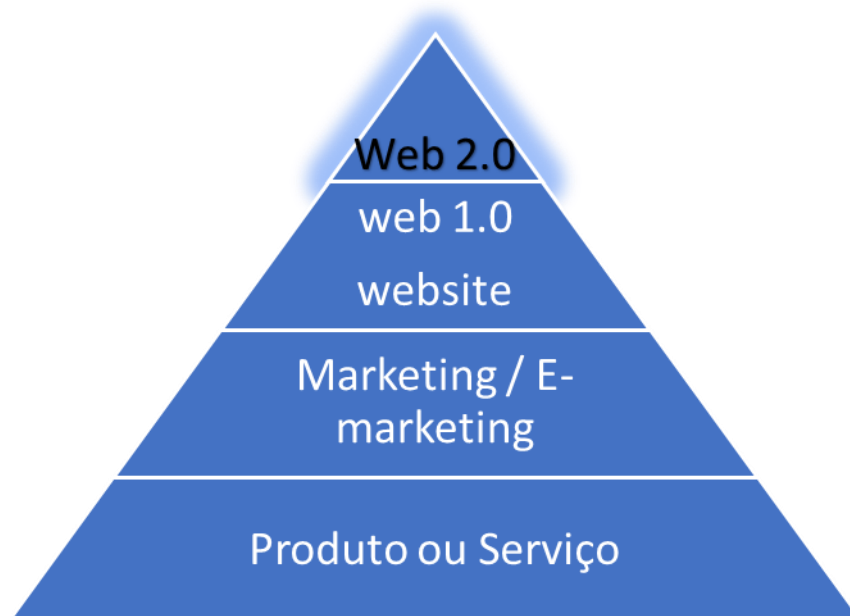 Web 2.0
web 1.0
website
Marketing / E-
marketing
Produto ou Serviço